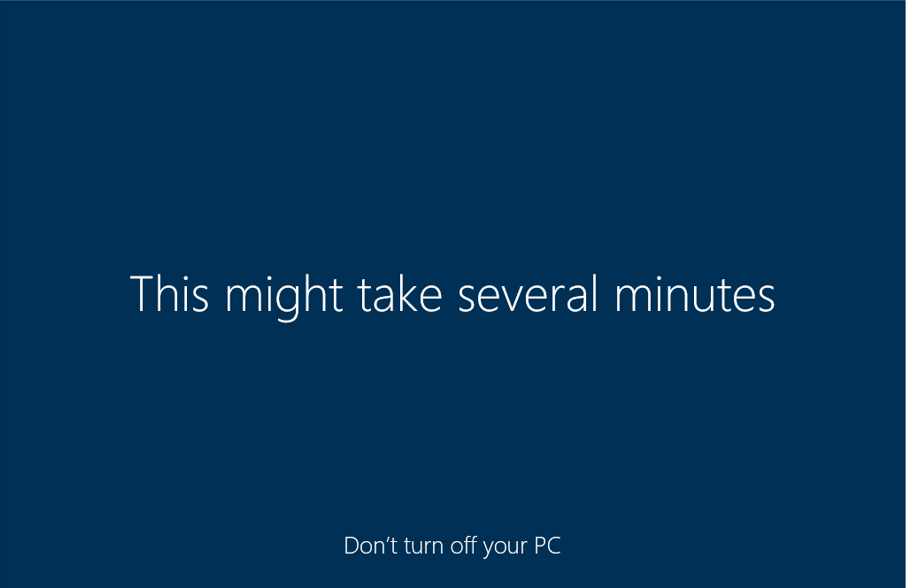 This might take several minutes
Don’t turn off your PC